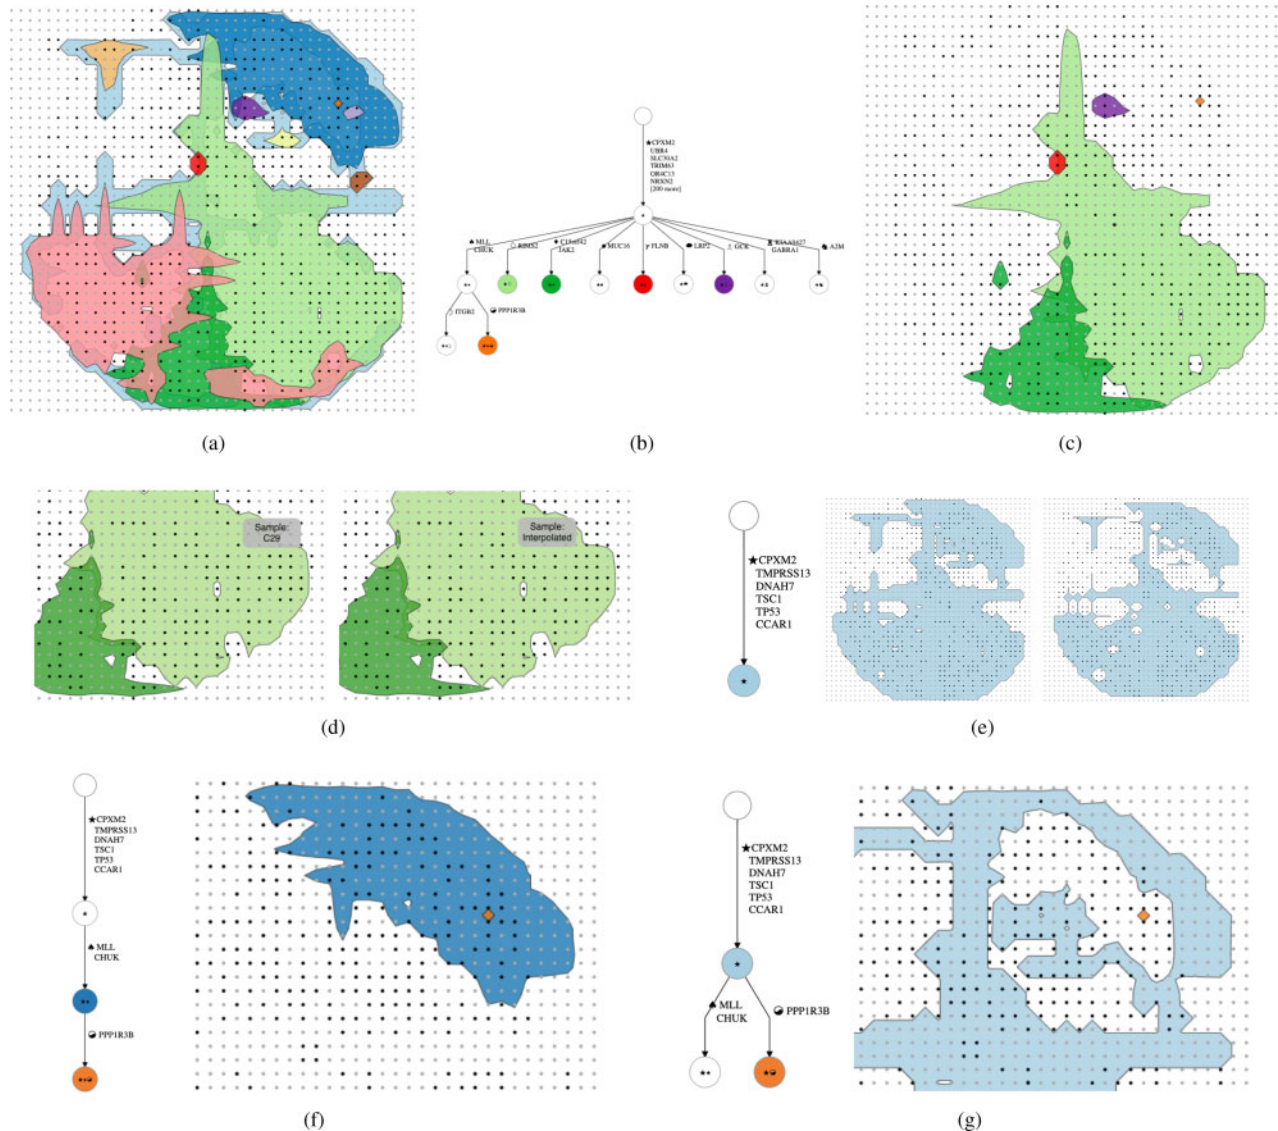 ★CPXM2
UBR4
SLC30A2
TRIM63
OR4C13
NRXN2
[200 more]
MLL
CHUK
RIMS2
JAK2
MUC16
FLNB
LRP2
GCK
GABRA1
A2M
ITGB2
PPP1R3B
(a)
(b)
(c)
Sample:
C29
Sample:
Interpolated
★CPXM2
TMPRSS13
DNAH7
TSC1
TP53
CCAR1
(d)
(e)
★CPXM2
TMPRSS13
DNAH7
TSC1
TP53
CCAR1
MLL
CHUK
PPP1R3B
★CPXM2
TMPRSS13
DNAH7
TSC1
TP53
CCAR1
MLL
CHUK
PPP1R3B
(f)
(g)